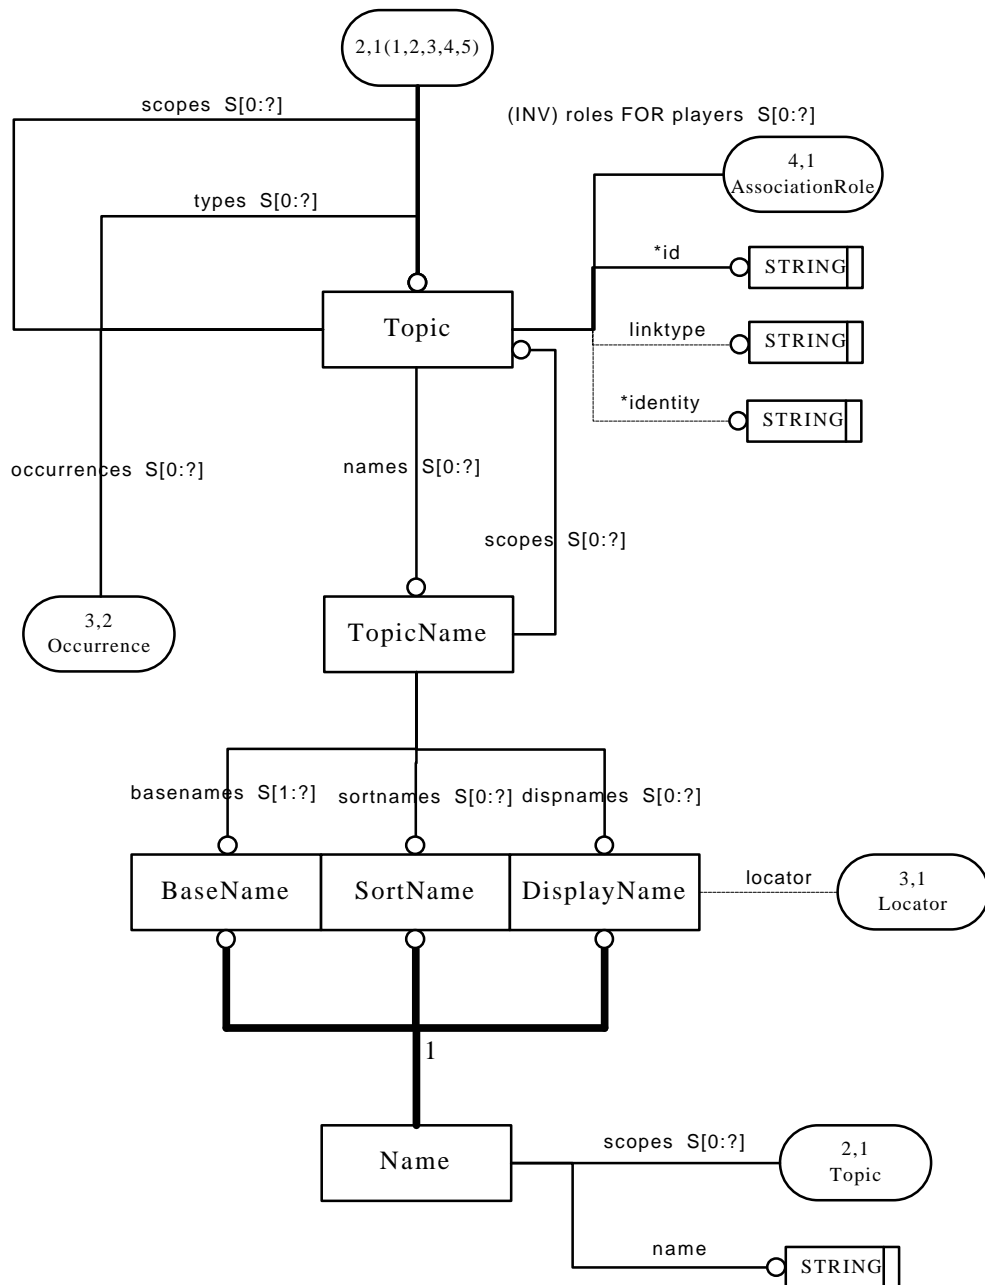 2,1(1,2,3,4,5)
scopes S[0:?]
(INV) roles FOR players S[0:?]
4,1
AssociationRole
types S[0:?]
*id
STRING
Topic
linktype
STRING
*identity
STRING
occurrences S[0:?]
names S[0:?]
scopes S[0:?]
3,2
Occurrence
TopicName
basenames S[1:?]
sortnames S[0:?]
dispnames S[0:?]
BaseName
SortName
DisplayName
locator
3,1
Locator
1
Name
scopes S[0:?]
2,1
Topic
name
STRING